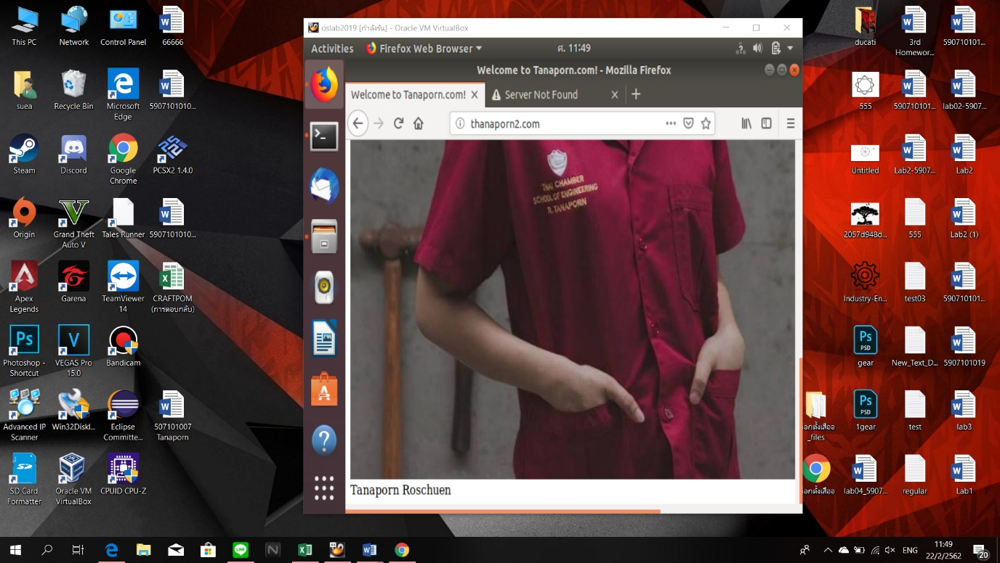 This PC
Network
Control Panel
66666
suea
Recycle Bin
Microsoft
Edge
5907101010...
Steam
Discord
Google
Chrome
PCSX2 1.4.0
Origin
Grand Theft
Auto V
Tales Runner
5907101010...
Apex
Legends
Garena
TeamViewer
14
CRAFTPOM
(การตอบกลับ)
Photoshop -
Shortcut
VEGAS Pro
15.0
Bandicam
Advanced IP
Scanner
Win32DiskI...
Eclipse
Committe...
507101007
Tanaporn
SD Card
Formatter
Oracle VM
VirtualBox
CPUID CPU-Z
oslab2019 [กำลังรัน] - Oracle VM VirtualBox
Activities
Firefox Web Browser
ศ. 11:49
Welcome to Tanaporn.com! - Mozilla Firefox
Welcome to Tanaporn.com!
Server Not Found
thanaporn2.com
THAI CHAMBER
SCHOOL OF ENGINEERING
R. TANAPORN
Tanaporn Roschuen
ducati
3rd
Homewor...
590710101...
555
590710101...
lab02-5907...
Untitled
Lab2-5907...
Lab2
2057d948d...
555
Lab2 (1)
Industry-En...
test03
590710101...
gear
New_Text_D...
5907101019
_files
1gear
test
lab3
lab04_5907...
regular
Lab1
ENG
11:49
22/2/2562
20